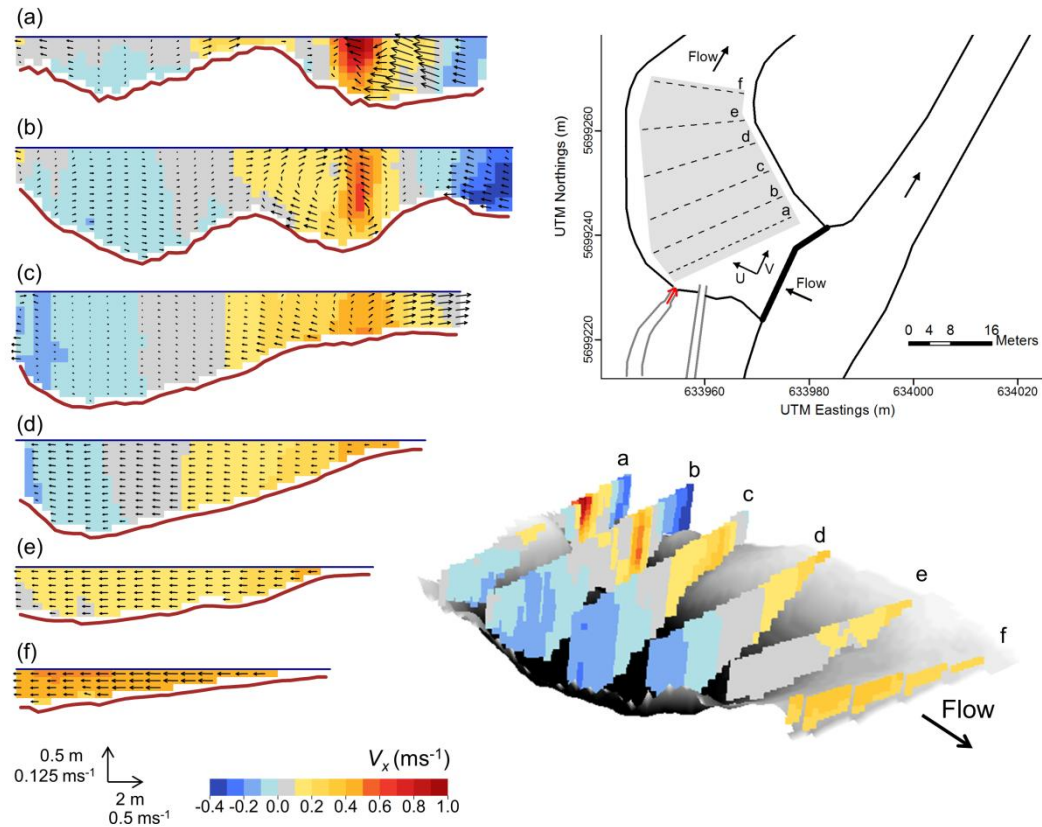 (a)
(b)
(c)
(d)
(e)
(f)
0.5 m
0.125 ms-1
2 m
0.5 ms-1
Vx (ms-1)
-0.4 -0.2 0.0 0.2 0.4 0.6 0.8 1.0
UTM Northings (m)
5699260
5699240
5699220
Flow
f
e
d
c
b
a
U
V
Flow
0 4 8 16
Meters
633960 633980 634000 634020
UTM Eastings (m)
a
b
c
d
e
f
Flow